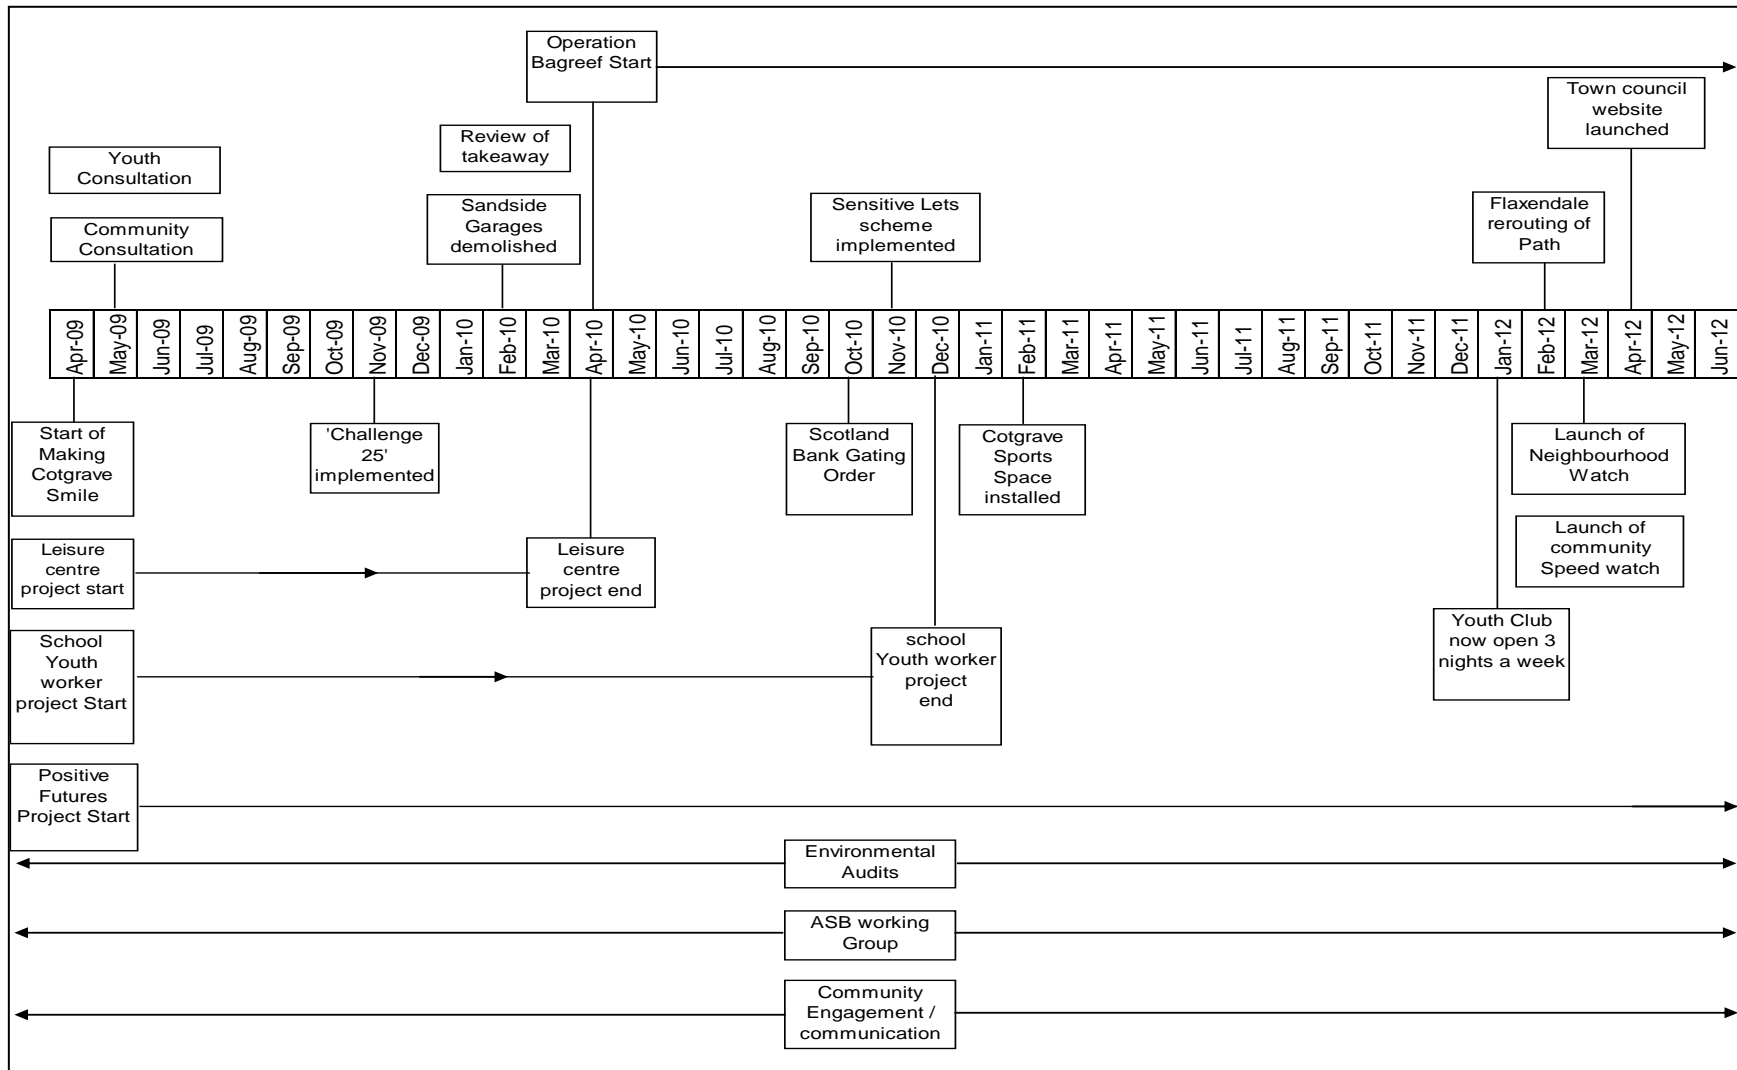 Operation
Bagreef Start
Town council
website
launched
Review of
takeaway
Youth
Consultation
Community
Consultation
Sandside
Garages
demolished
Sensitive Lets
scheme
implemented
Flaxendale
rerouting of
Path
Apr-09
May-09
Jun-09
Jul-09
Aug-09
Sep-09
Oct-09
Nov-09
Dec-09
Jan-10
Feb-10
Mar-10
Apr-10
May-10
Jun-10
Jul-10
Aug-10
Sep-10
Oct-10
Nov-10
Dec-10
Jan-11
Feb-11
Mar-11
Apr-11
May-11
Jun-11
Jul-11
Aug-11
Sep-11
Oct-11
Nov-11
Dec-11
Jan-12
Feb-12
Mar-12
Apr-12
May-12
Jun-12
Start of
Making
Cotgrave
Smile
'Challenge
25'
implemented
Scotland
Bank Gating
Order
Cotgrave
Sports
Space
installed
Launch of
Neighbourhood
Watch
Leisure
centre
project start
Leisure
centre
project end
Launch of
community
Speed watch
School
Youth
worker
project Start
school
Youth worker
project
end
Youth Club
now open 3
nights a week
Positive
Futures
Project Start
Environmental
Audits
ASB working
Group
Community
Engagement /
communication